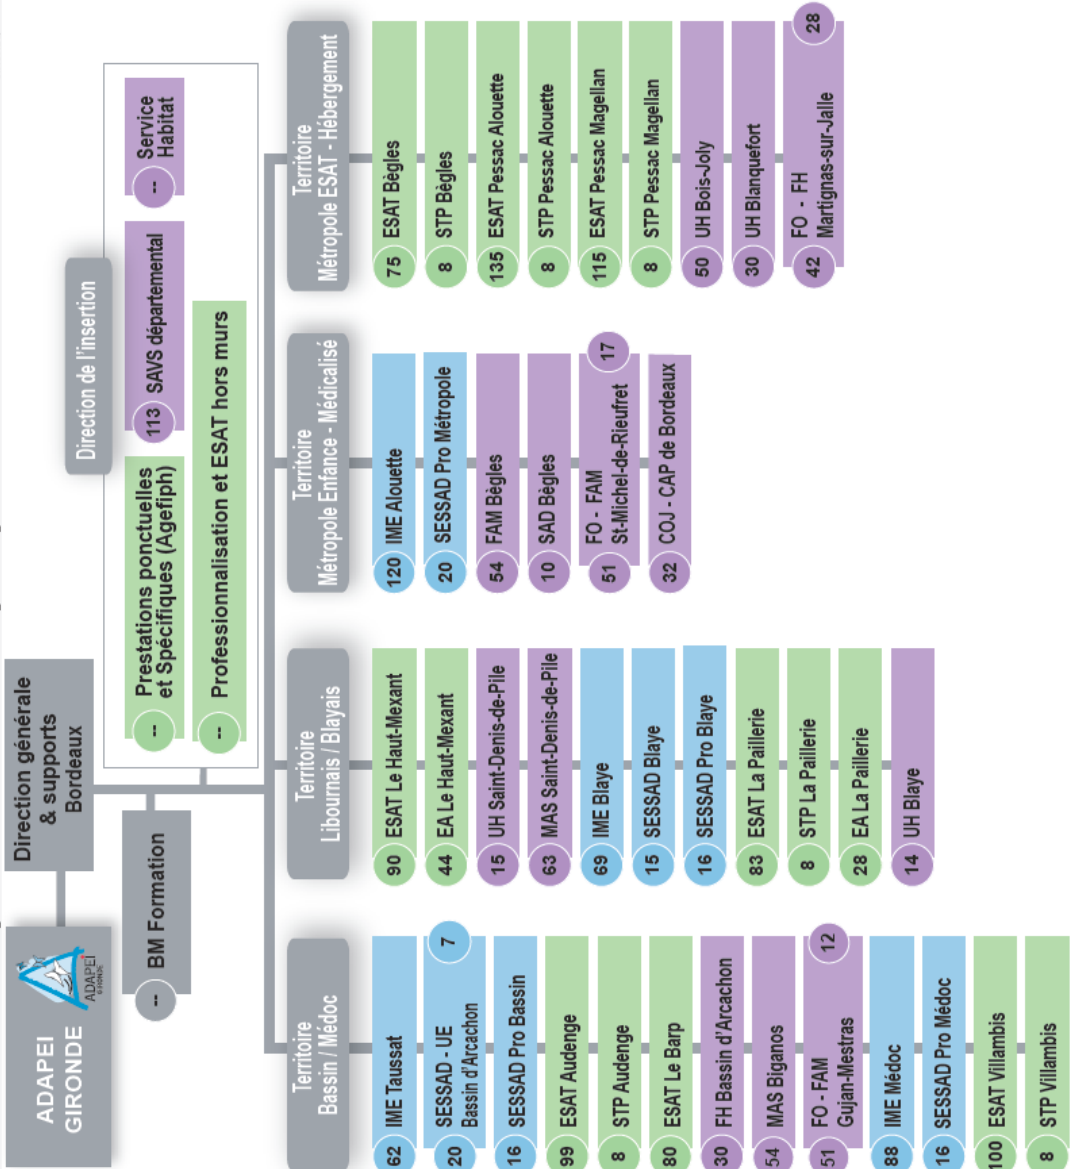 ADAPEI
GIRONDE
ADAPEI
GIRONDE
Direction générale
& supports
Bordeaux
-- BM Formation
Direction de l'insertion
-- Prestations ponctuelles
et Spécifiques (Agefiph)
113 SAVS départemental
-- Service
Habitat
-- Professionnalisation et ESAT hors murs
Territoire
Bassin / Médoc
62 IME Taussat
20 SESSAD - UE 7
Bassin d'Arcachon
16 SESSAD Pro Bassin
99 ESAT Audenge
8 STP Audenge
80 ESAT Le Barp
30 FH Bassin d'Arcachon
54 MAS Biganos
51 FO - FAM 12
Gujan-Mestras
88 IME Médoc
16 SESSAD Pro Médoc
100 ESAT Villambis
8 STP Villambis
Territoire
Libournais / Blayais
90 ESAT Le Haut-Mexant
44 EA Le Haut-Mexant
15 UH Saint-Denis-de-Pile
63 MAS Saint-Denis-de-Pile
69 IME Blaye
15 SESSAD Blaye
16 SESSAD Pro Blaye
83 ESAT La Paillerie
8 STP La Paillerie
28 EA La Paillerie
14 UH Blaye
Territoire
Métropole Enfance - Médicalisé
120 IME Alouette
20 SESSAD Pro Métropole
54 FAM Bègles
10 SAD Bègles
51 FO - FAM 17
St-Michel-de-Rieufret
32 COJ - CAP de Bordeaux
Territoire
Métropole ESAT - Hébergement
75 ESAT Bègles
8 STP Bègles
135 ESAT Pessac Alouette
8 STP Pessac Alouette
115 ESAT Pessac Magellan
8 STP Pessac Magellan
50 UH Bois-Joly
30 UH Blanquefort
42 FO - FH 28
Martignas-sur-Jalle